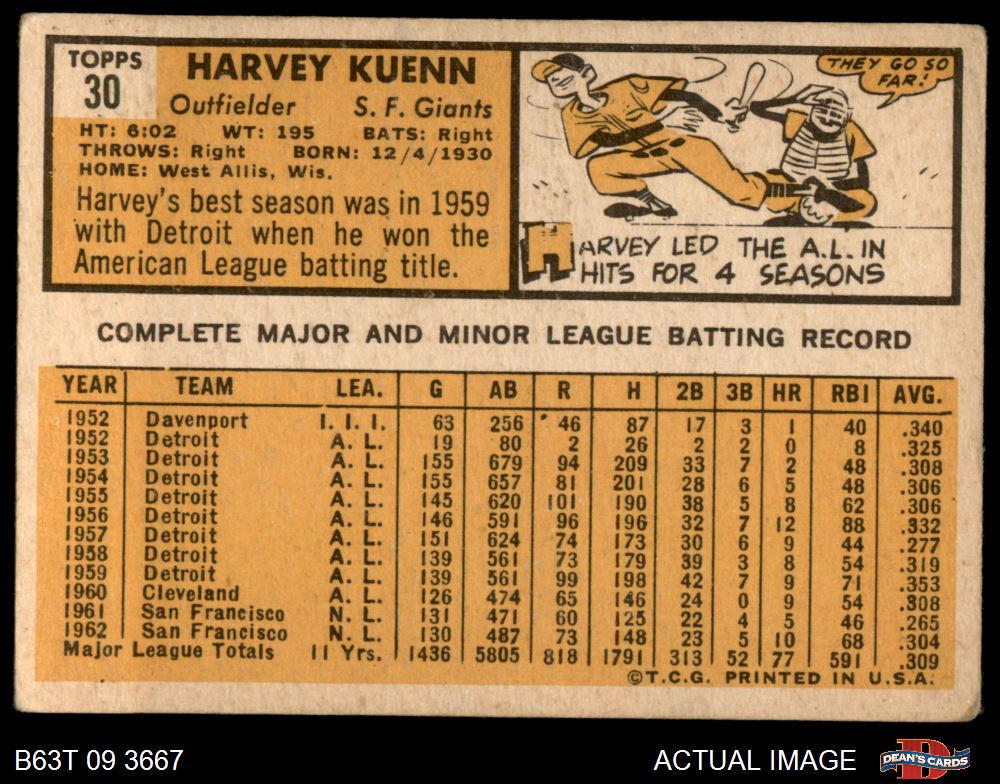 TOPPS
30
HARVEY KUENN
Outfielder S. F. Giants
HT: 6:02 WT: 195 BATS: Right
THROWS: Right BORN: 12/4/1930
HOME: West Allis, Wis.
Harvey's best season was in 1959
with Detroit when he won the
American League batting title.
THEY GO SO
FAR!
HARVEY LED THE A.L. IN
HITS FOR 4 SEASONS
COMPLETE MAJOR AND MINOR LEAGUE BATTING RECORD
YEAR TEAM LEA. G AB R H 2B 3B HR RBI AVG.
1952 Davenport I. I. I. 63 256 46 87 17 3 1 40 .340
1952 Detroit A. L. 19 80 2 26 2 2 0 8 .325
1953 Detroit A. L. 155 679 94 209 33 7 2 48 .308
1954 Detroit A. L. 155 657 81 201 28 6 5 48 .306
1955 Detroit A. L. 145 620 101 190 38 5 8 62 .306
1956 Detroit A. L. 146 591 96 196 32 7 12 88 .332
1957 Detroit A. L. 151 624 74 173 30 6 9 44 .277
1958 Detroit A. L. 139 561 73 179 39 3 8 54 .319
1959 Detroit A. L. 139 561 99 198 42 7 9 71 .353
1960 Cleveland A. L. 126 474 65 146 24 0 9 54 .308
1961 San Francisco N. L. 131 471 60 125 22 4 5 46 .265
1962 San Francisco N. L. 130 487 73 148 23 5 10 68 .304
Major League Totals 11 Yrs. 1436 5805 818 1791 313 52 77 591 .309
©T.C.G. PRINTED IN U.S.A.
B63T 09 3667 ACTUAL IMAGE
D
DEAN'S CARDS